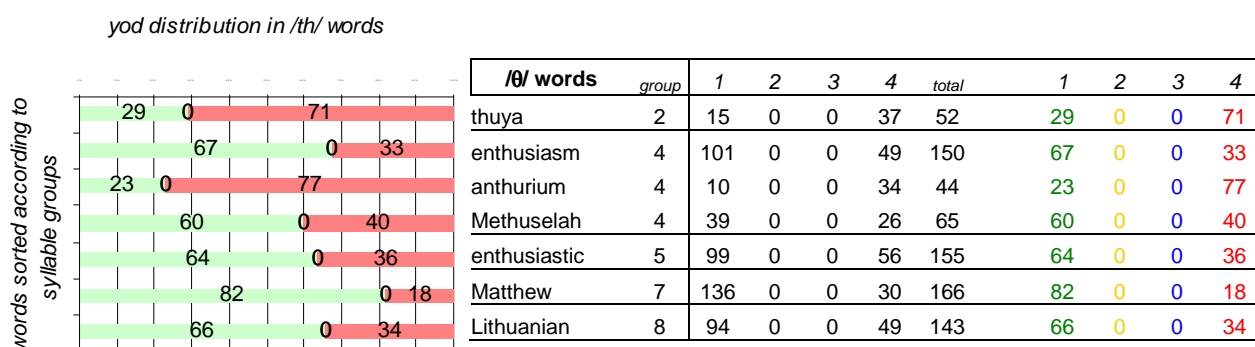 yod distribution in /th/ words
words sorted according to
syllable groups
29 0 71
67 0 33
23 0 77
60 0 40
64 0 36
82 0 18
66 0 34
/θ/ words group 1 2 3 4 total 1 2 3 4
thuya 2 15 0 0 37 52 29 0 0 71
enthusiasm 4 101 0 0 49 150 67 0 0 33
anthurium 4 10 0 0 34 44 23 0 0 77
Methuselah 4 39 0 0 26 65 60 0 0 40
enthusiastic 5 99 0 0 56 155 64 0 0 36
Matthew 7 136 0 0 30 166 82 0 0 18
Lithuanian 8 94 0 0 49 143 66 0 0 34